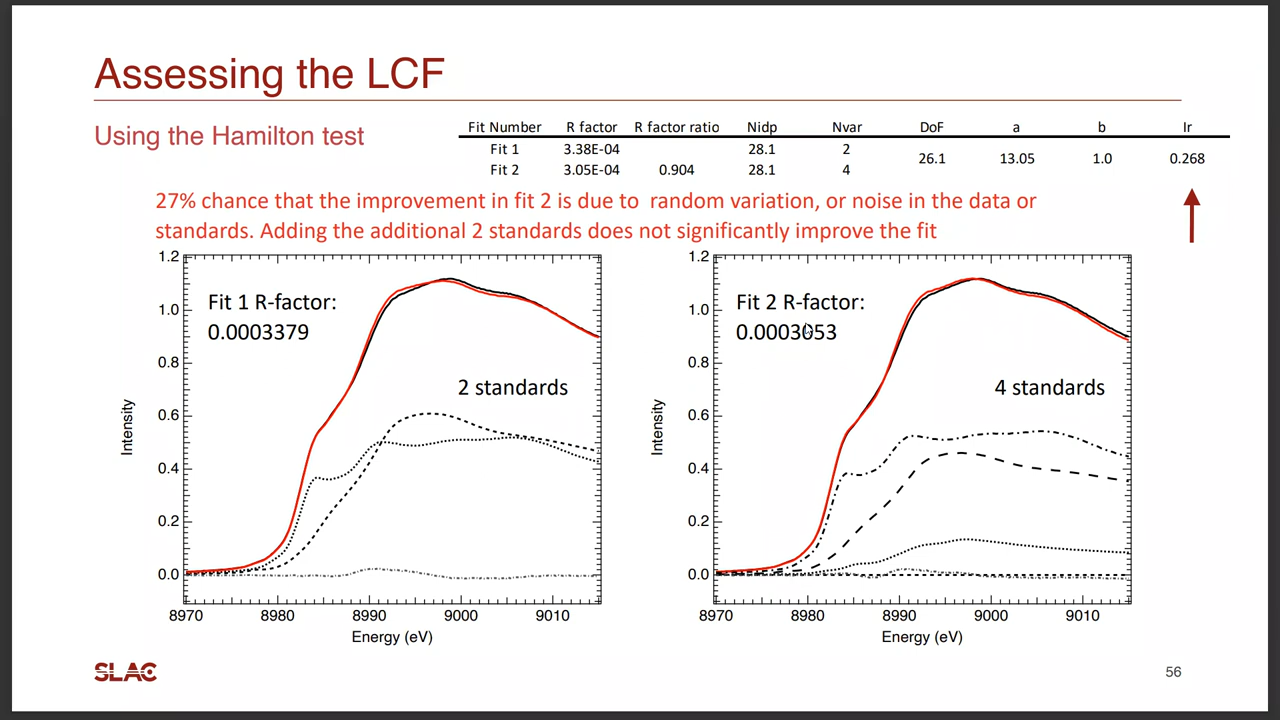 Assessing the LCF
Using the Hamilton test
Fit Number R factor R factor ratio Nidp Nvar DoF a b Ir
Fit 1 3.38E-04 28.1 2
26.1 13.05 1.0 0.268
Fit 2 3.05E-04 0.904 28.1 4
27% chance that the improvement in fit 2 is due to random variation, or noise in the data or
standards. Adding the additional 2 standards does not significantly improve the fit
Fit 1 R-factor:
0.0003379
2 standards
1.2
1.0
0.8
0.6
0.4
0.2
0.0
Intensity
8970 8980 8990 9000 9010
Energy (eV)
Fit 2 R-factor:
0.0003053
4 standards
1.2
1.0
0.8
0.6
0.4
0.2
0.0
Intensity
8970 8980 8990 9000 9010
Energy (eV)
SLAC
56